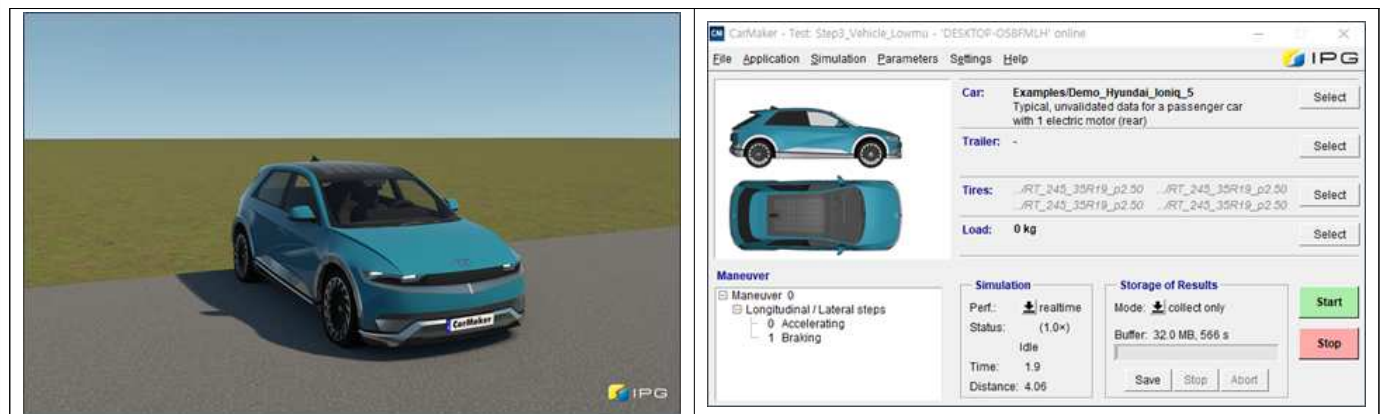 CarMaker
IPG
CM CarMaker - Test: Step3_Vehicle_Lowmu - 'DESKTOP-OS8FMLH' online
File Application Simulation Parameters Settings Help
IPG
Car: Examples/Demo_Hyundai_Ioniq_5
Typical, unvalidated data for a passenger car
with 1 electric motor (rear)
Select
Trailer: -
Select
Tires: ../RT_245_35R19_p2.50 ../RT_245_35R19_p2.50
../RT_245_35R19_p2.50 ../RT_245_35R19_p2.50
Select
Load: 0 kg
Select
Maneuver
Maneuver 0
Longitudinal / Lateral steps
0 Accelerating
1 Braking
Simulation
Perf.: realtime
Status: (1.0×)
Idle
Time: 1.9
Distance: 4.06
Storage of Results
Mode: collect only
Buffer: 32.0 MB, 566 s
Save Stop Abort
Start
Stop